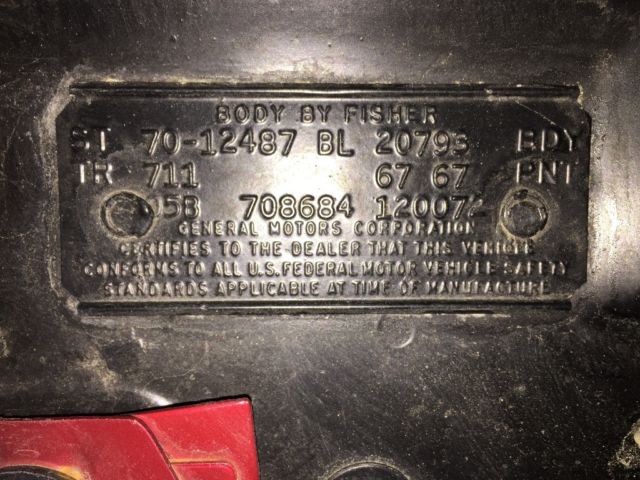 BODY BY FISHER
ST 70-12487 BL 20793 BDY
TR 711 67 67 PNT
05B 708684 120072
GENERAL MOTORS CORPORATION
CERTIFIES TO THE DEALER THAT THIS VEHICLE
CONFORMS TO ALL U.S. FEDERAL MOTOR VEHICLE SAFETY
STANDARDS APPLICABLE AT TIME OF MANUFACTURE